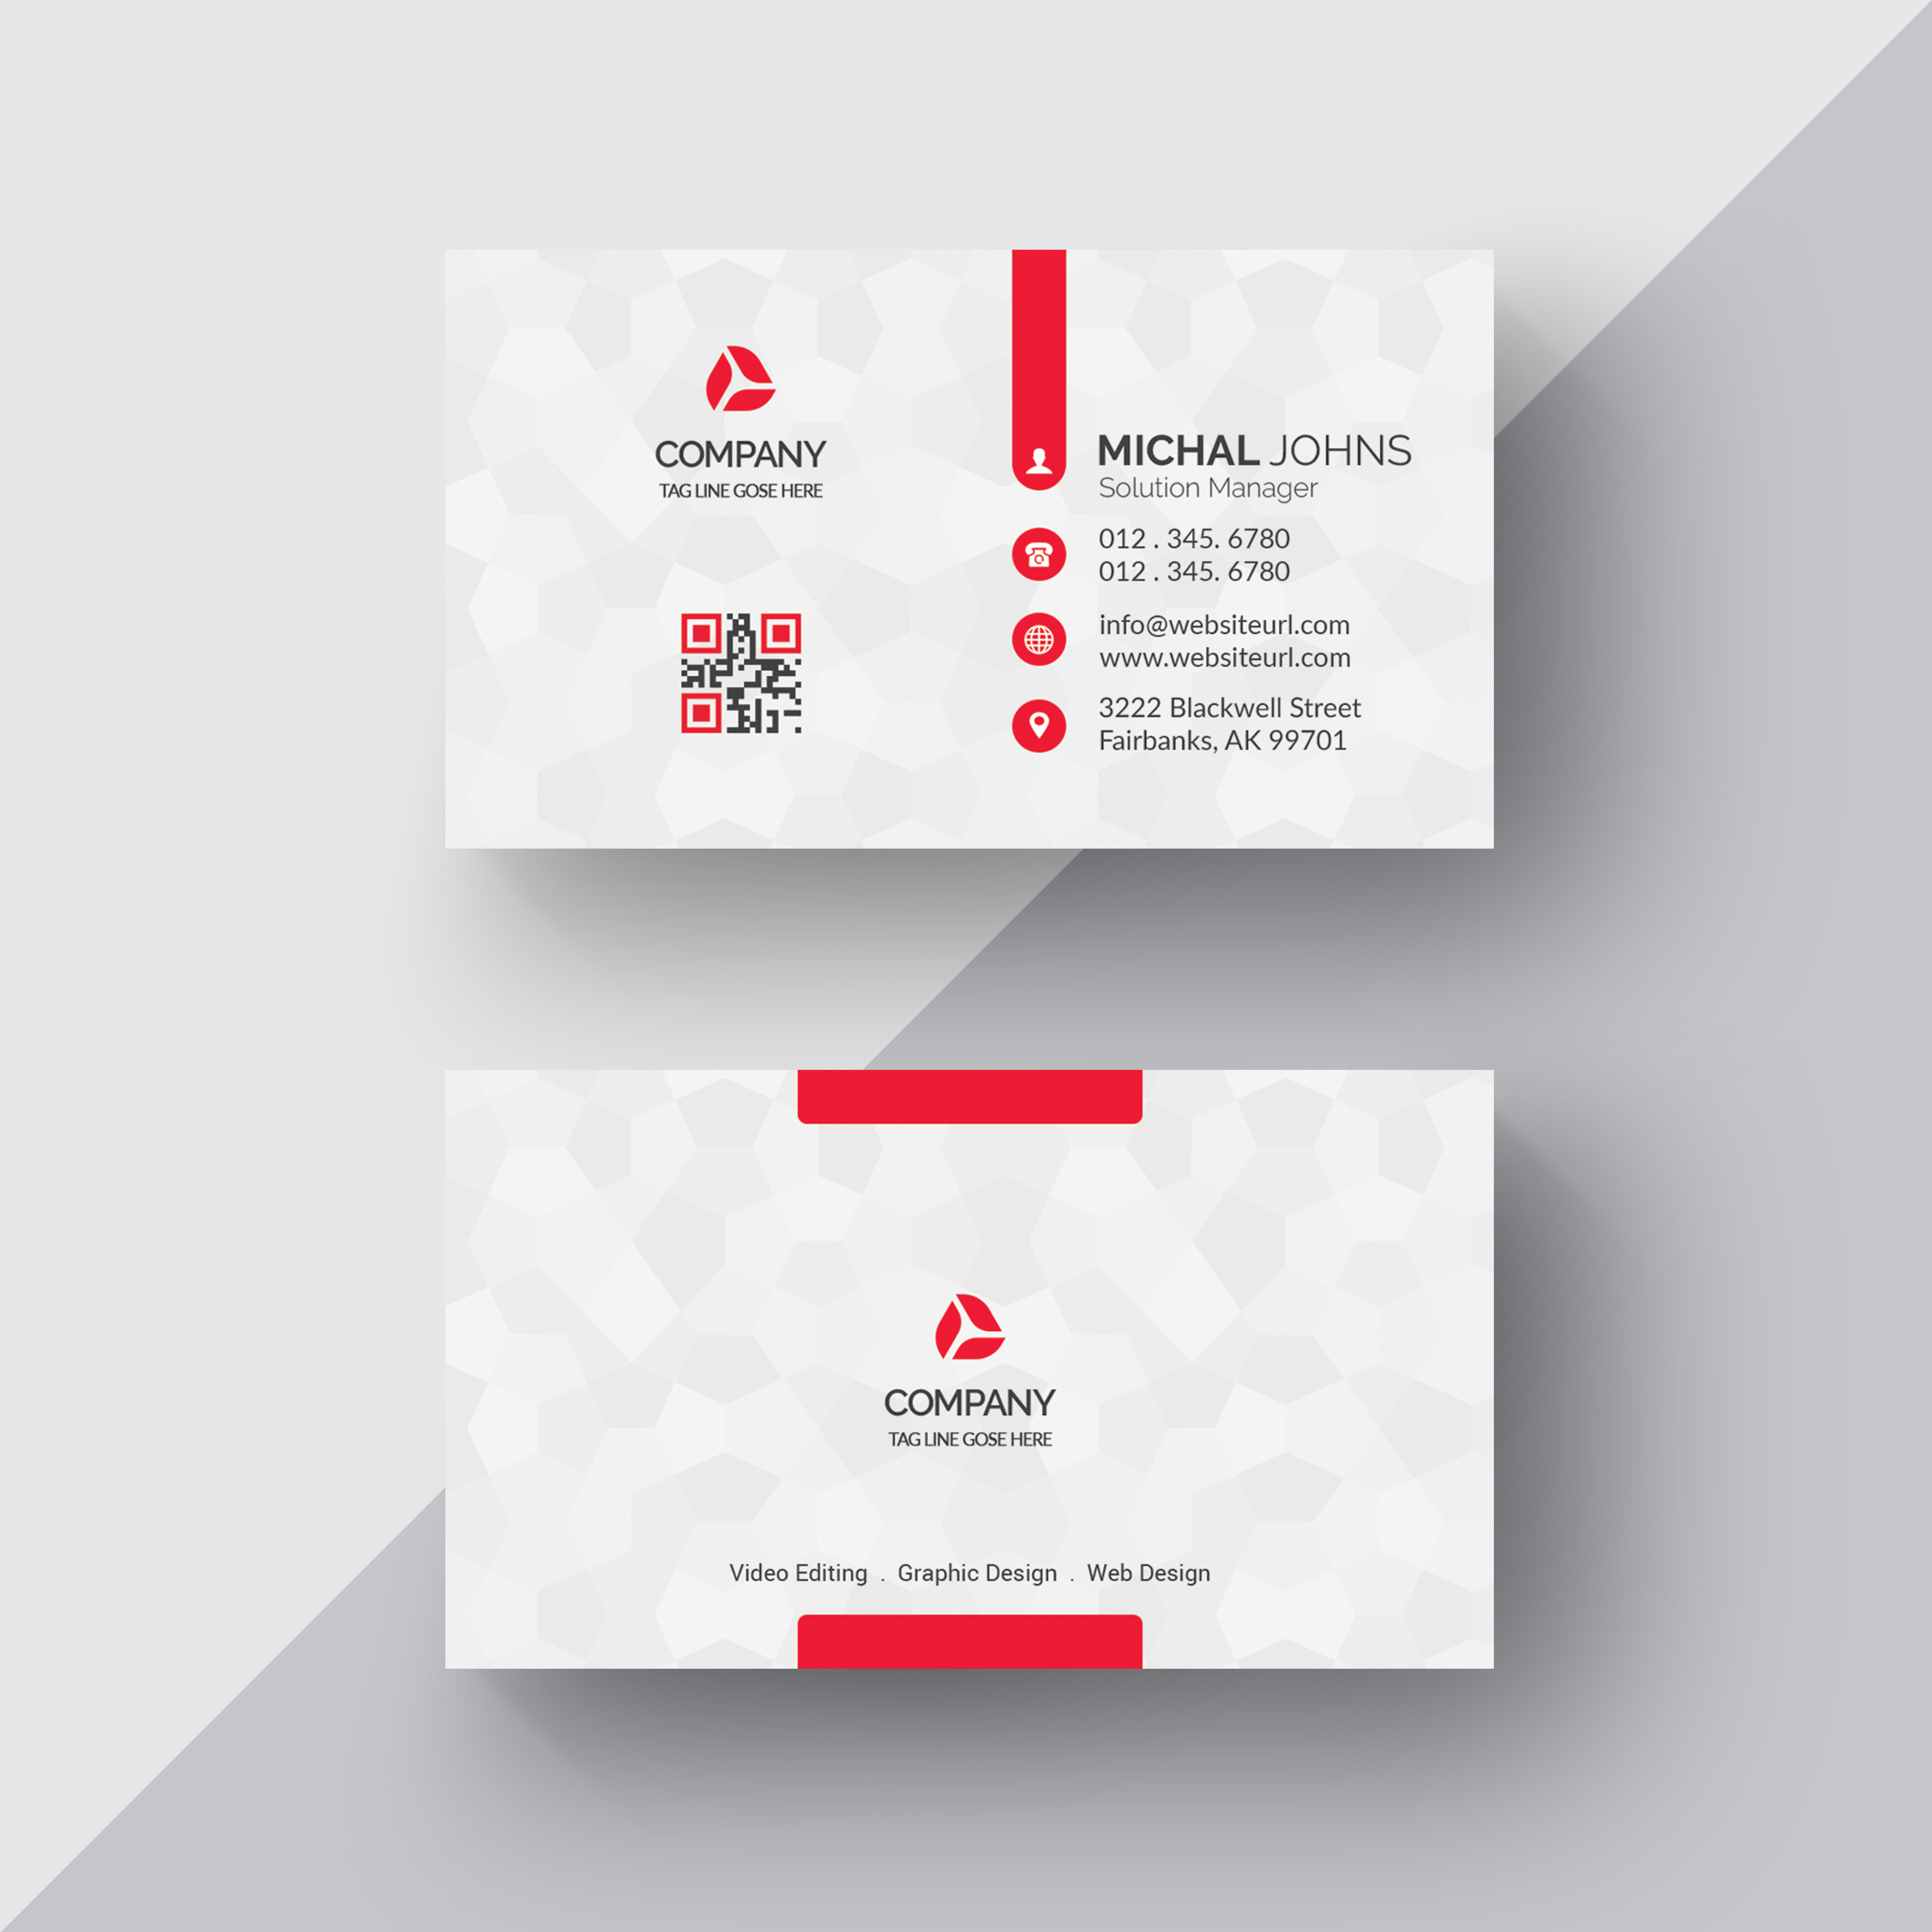 COMPANY
TAG LINE GOSE HERE
MICHAL JOHNS
Solution Manager
012 . 345. 6780
012 . 345. 6780
info@websiteurl.com
www.websiteurl.com
3222 Blackwell Street
Fairbanks, AK 99701
COMPANY
TAG LINE GOSE HERE
Video Editing . Graphic Design . Web Design